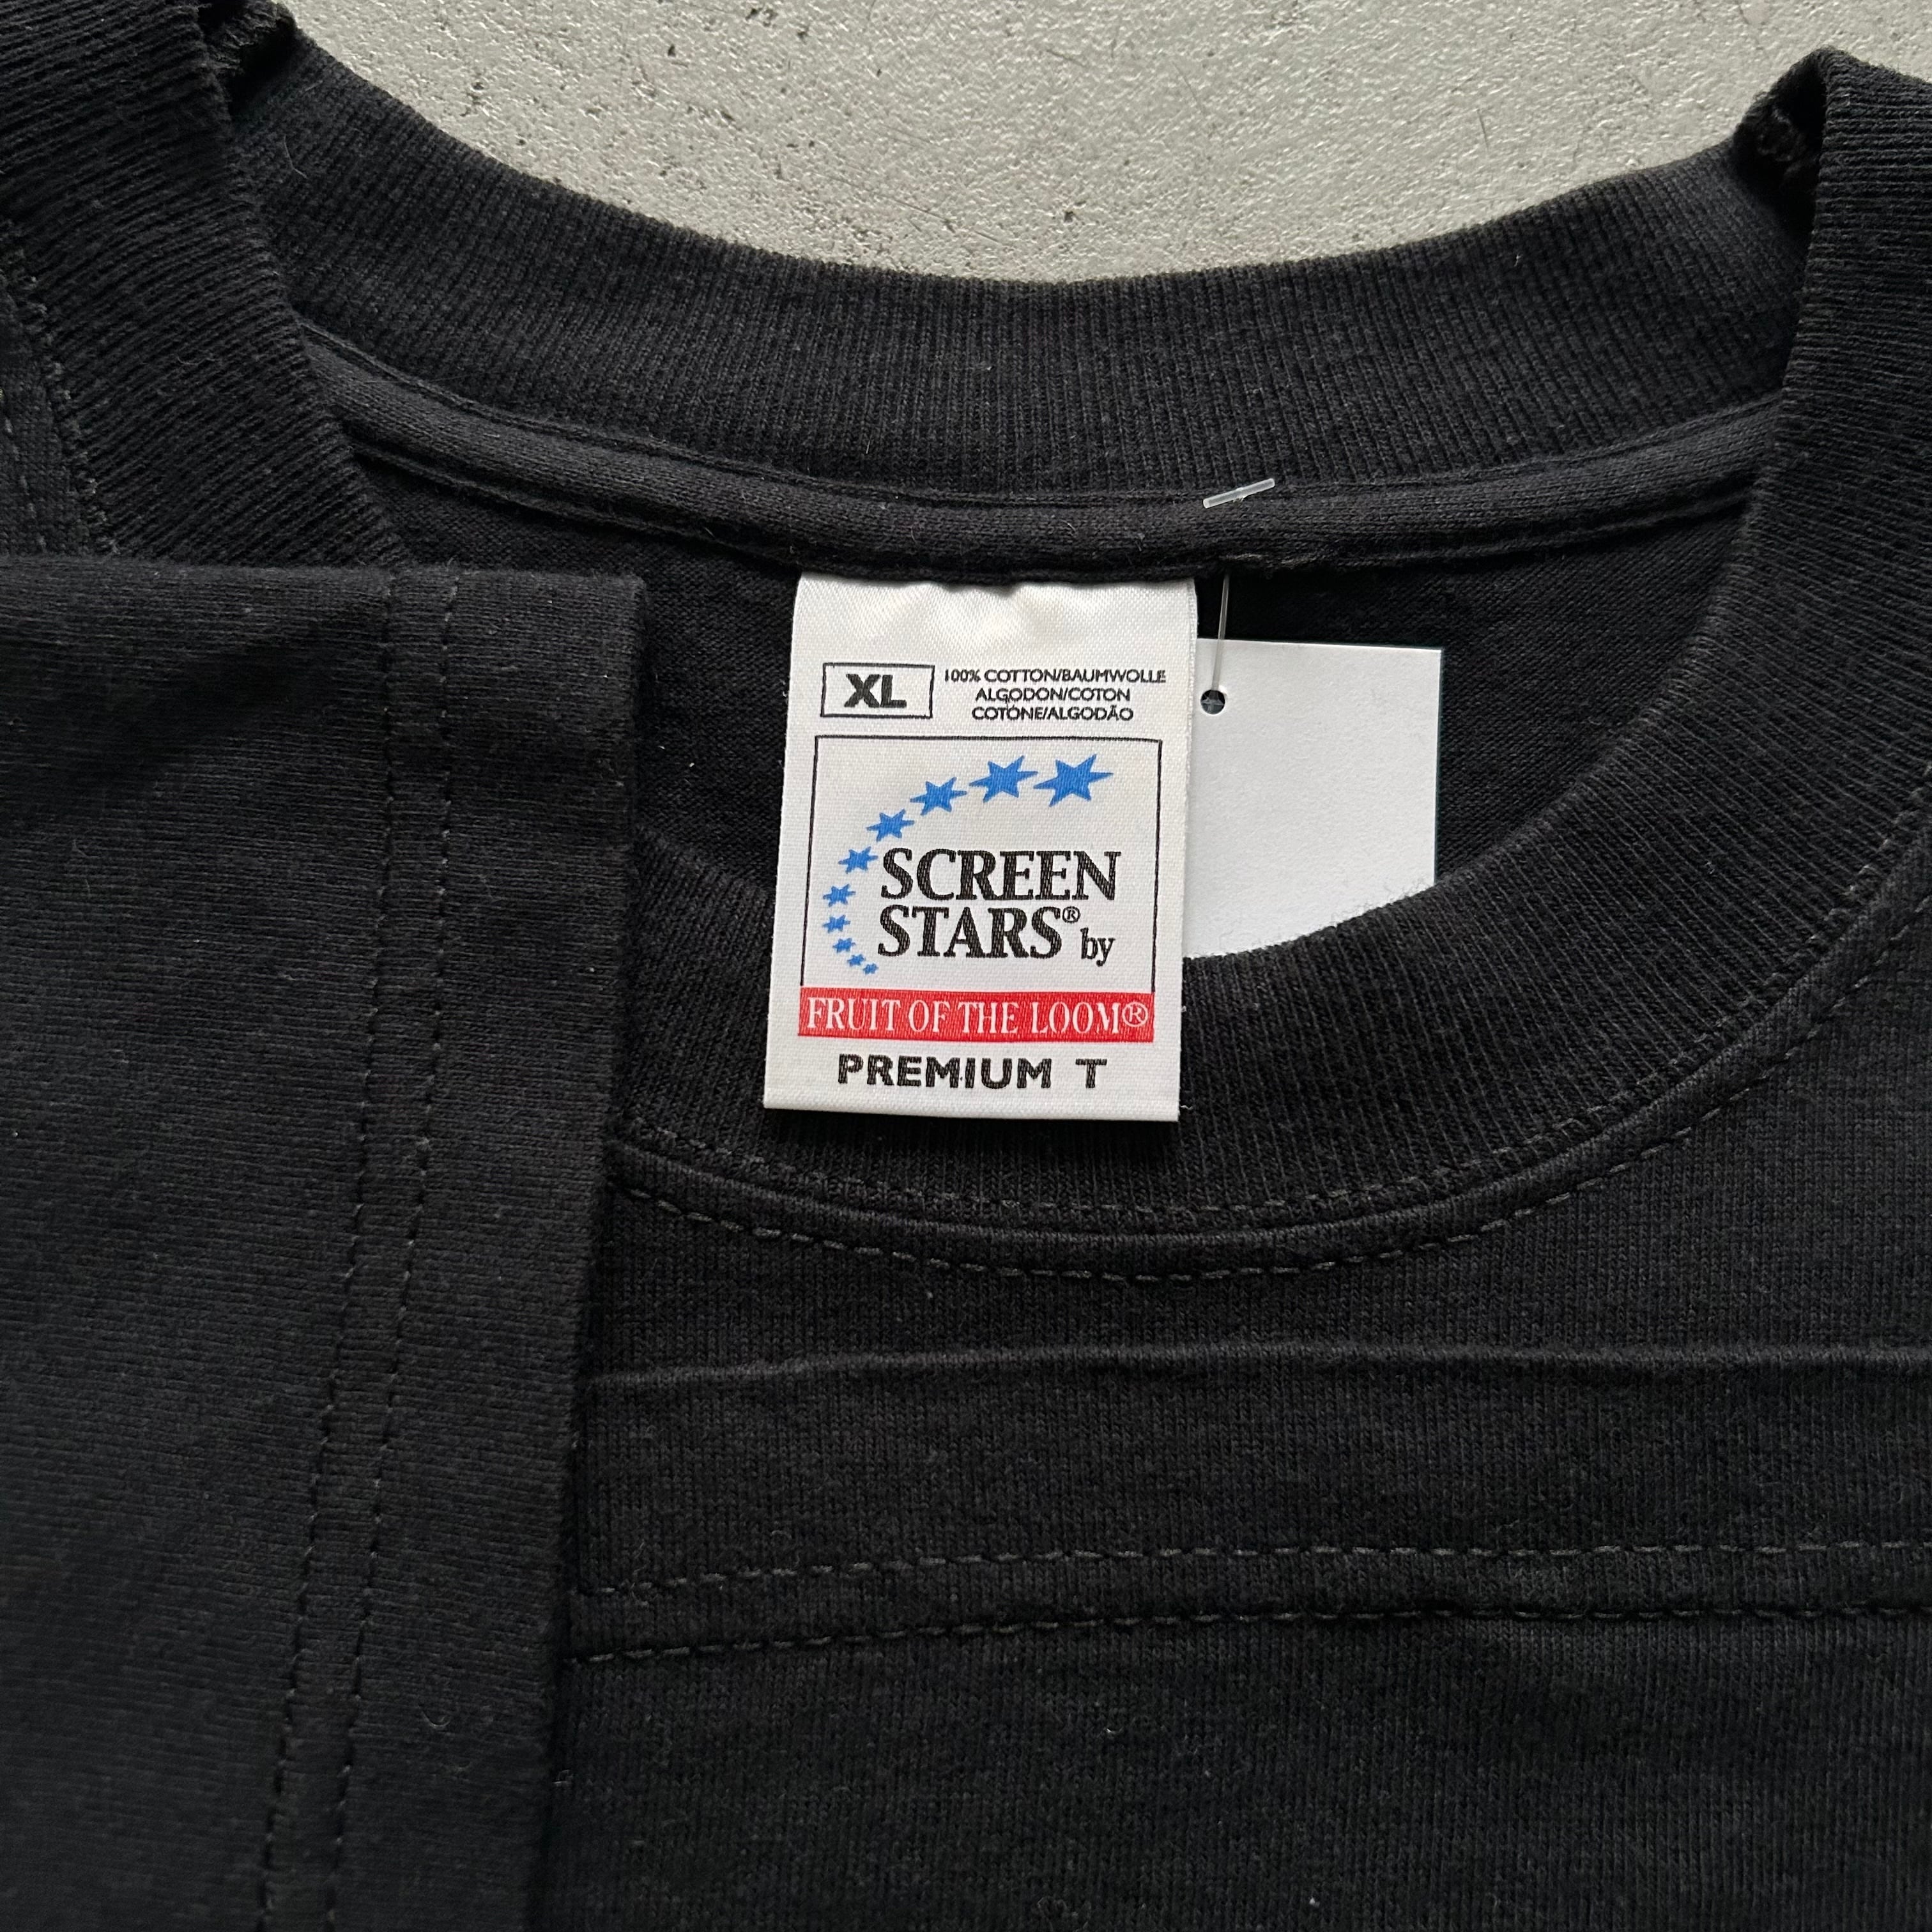 XL
100% COTTON/BAUMWOLLE
ALGODON/COTON
COTONE/ALGODÃO
SCREEN
STARS® by
FRUIT OF THE LOOM®
PREMIUM T